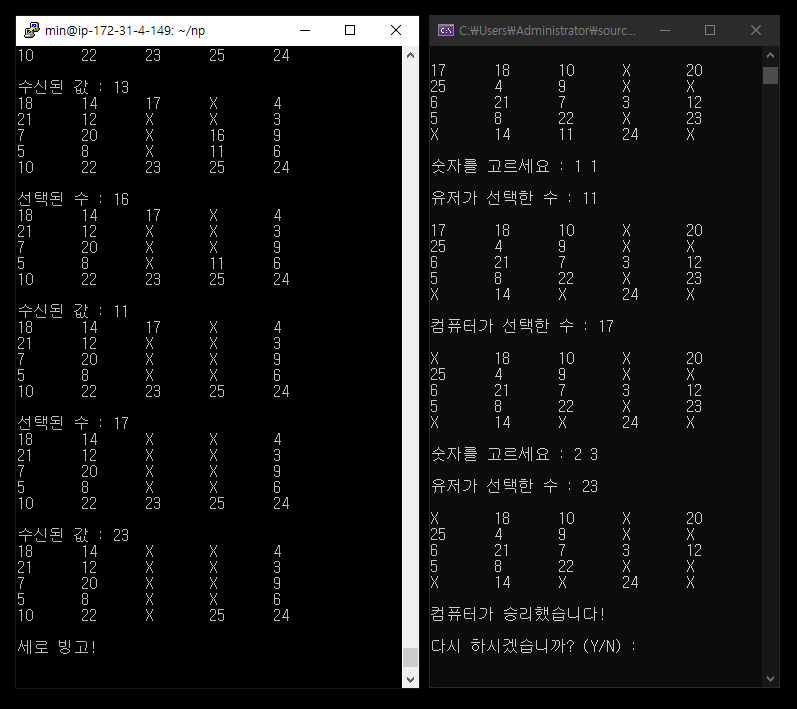 min@ip-172-31-4-149: ~/np
10 22 23 25 24
수신된 값 : 13
18 14 17 X 4
21 12 X X 3
7 20 X 16 9
5 8 X 11 6
10 22 23 25 24
선택된 수 : 16
18 14 17 X 4
21 12 X X 3
7 20 X X 9
5 8 X 11 6
10 22 23 25 24
수신된 값 : 11
18 14 17 X 4
21 12 X X 3
7 20 X X 9
5 8 X X 6
10 22 23 25 24
선택된 수 : 17
18 14 X X 4
21 12 X X 3
7 20 X X 9
5 8 X X 6
10 22 23 25 24
수신된 값 : 23
18 14 X X 4
21 12 X X 3
7 20 X X 9
5 8 X X 6
10 22 X 25 24
세로 빙고!
C:\Users\Administrator\sourc...
17 18 10 X 20
25 4 9 X X
6 21 7 3 12
5 8 22 X 23
X 14 11 24 X
숫자를 고르세요 : 1 1
유저가 선택한 수 : 11
17 18 10 X 20
25 4 9 X X
6 21 7 3 12
5 8 22 X 23
X 14 X 24 X
컴퓨터가 선택한 수 : 17
X 18 10 X 20
25 4 9 X X
6 21 7 3 12
5 8 22 X 23
X 14 X 24 X
숫자를 고르세요 : 2 3
유저가 선택한 수 : 23
X 18 10 X 20
25 4 9 X X
6 21 7 3 12
5 8 22 X X
X 14 X 24 X
컴퓨터가 승리했습니다!
다시 하시겠습니까? (Y/N) :